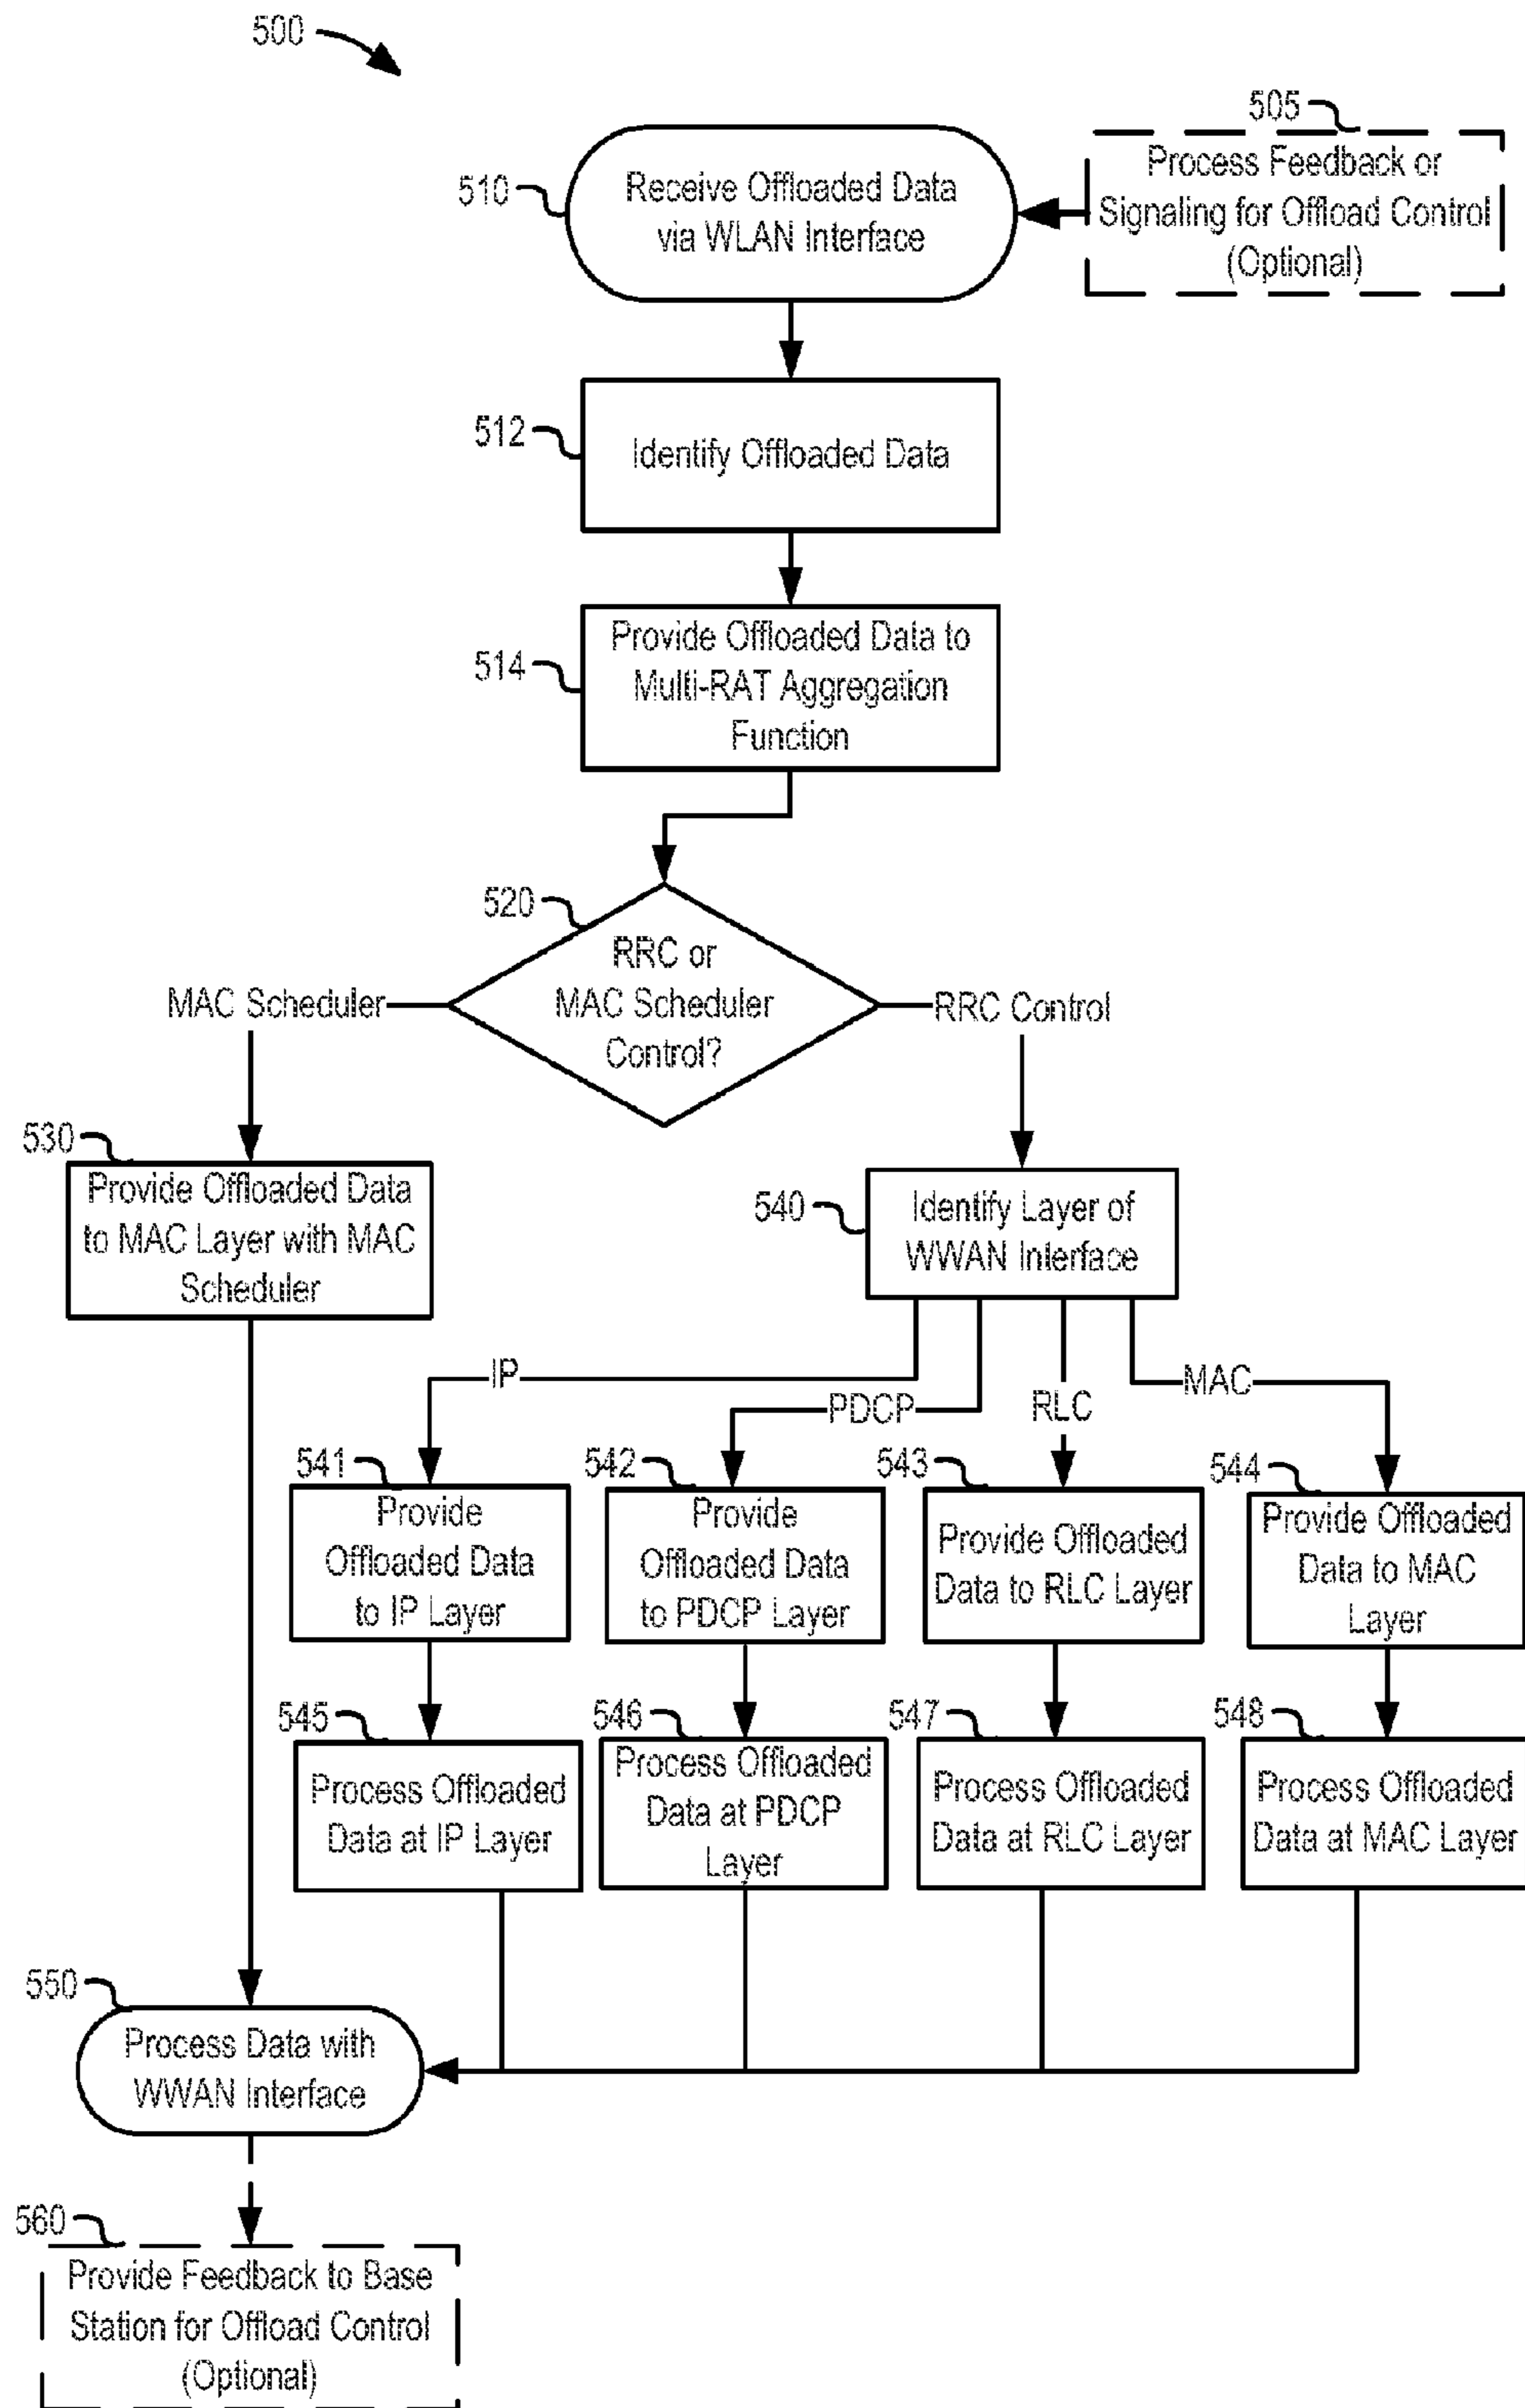 500
505
Process Feedback or
Signaling for Offload Control
(Optional)
510
Receive Offloaded Data
via WLAN Interface
512
Identify Offloaded Data
514
Provide Offloaded Data to
Multi-RAT Aggregation
Function
520
RRC or
MAC Scheduler
Control?
MAC Scheduler
RRC Control
530
Provide Offloaded Data
to MAC Layer with MAC
Scheduler
540
Identify Layer of
WWAN Interface
IP
PDCP
RLC
MAC
541
Provide
Offloaded Data
to IP Layer
542
Provide
Offloaded Data
to PDCP Layer
543
Provide Offloaded
Data to RLC Layer
544
Provide Offloaded
Data to MAC
Layer
545
Process Offloaded
Data at IP Layer
546
Process Offloaded
Data at PDCP
Layer
547
Process Offloaded
Data at RLC Layer
548
Process Offloaded
Data at MAC Layer
550
Process Data with
WWAN Interface
560
Provide Feedback to Base
Station for Offload Control
(Optional)